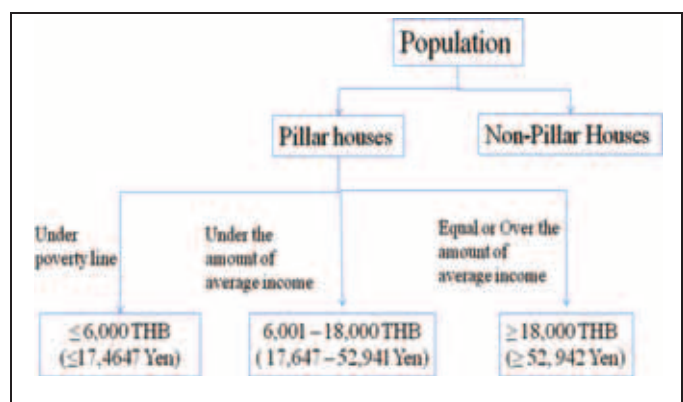 Population
Pillar houses
Non-Pillar Houses
Under
poverty line
Under the
amount of
average income
Equal or Over the
amount of
average income
≤6,000 THB
(≤17,4647 Yen)
6,001–18,000 THB
( 17,647–52,941 Yen)
≥18,000 THB
(≥ 52, 942 Yen)